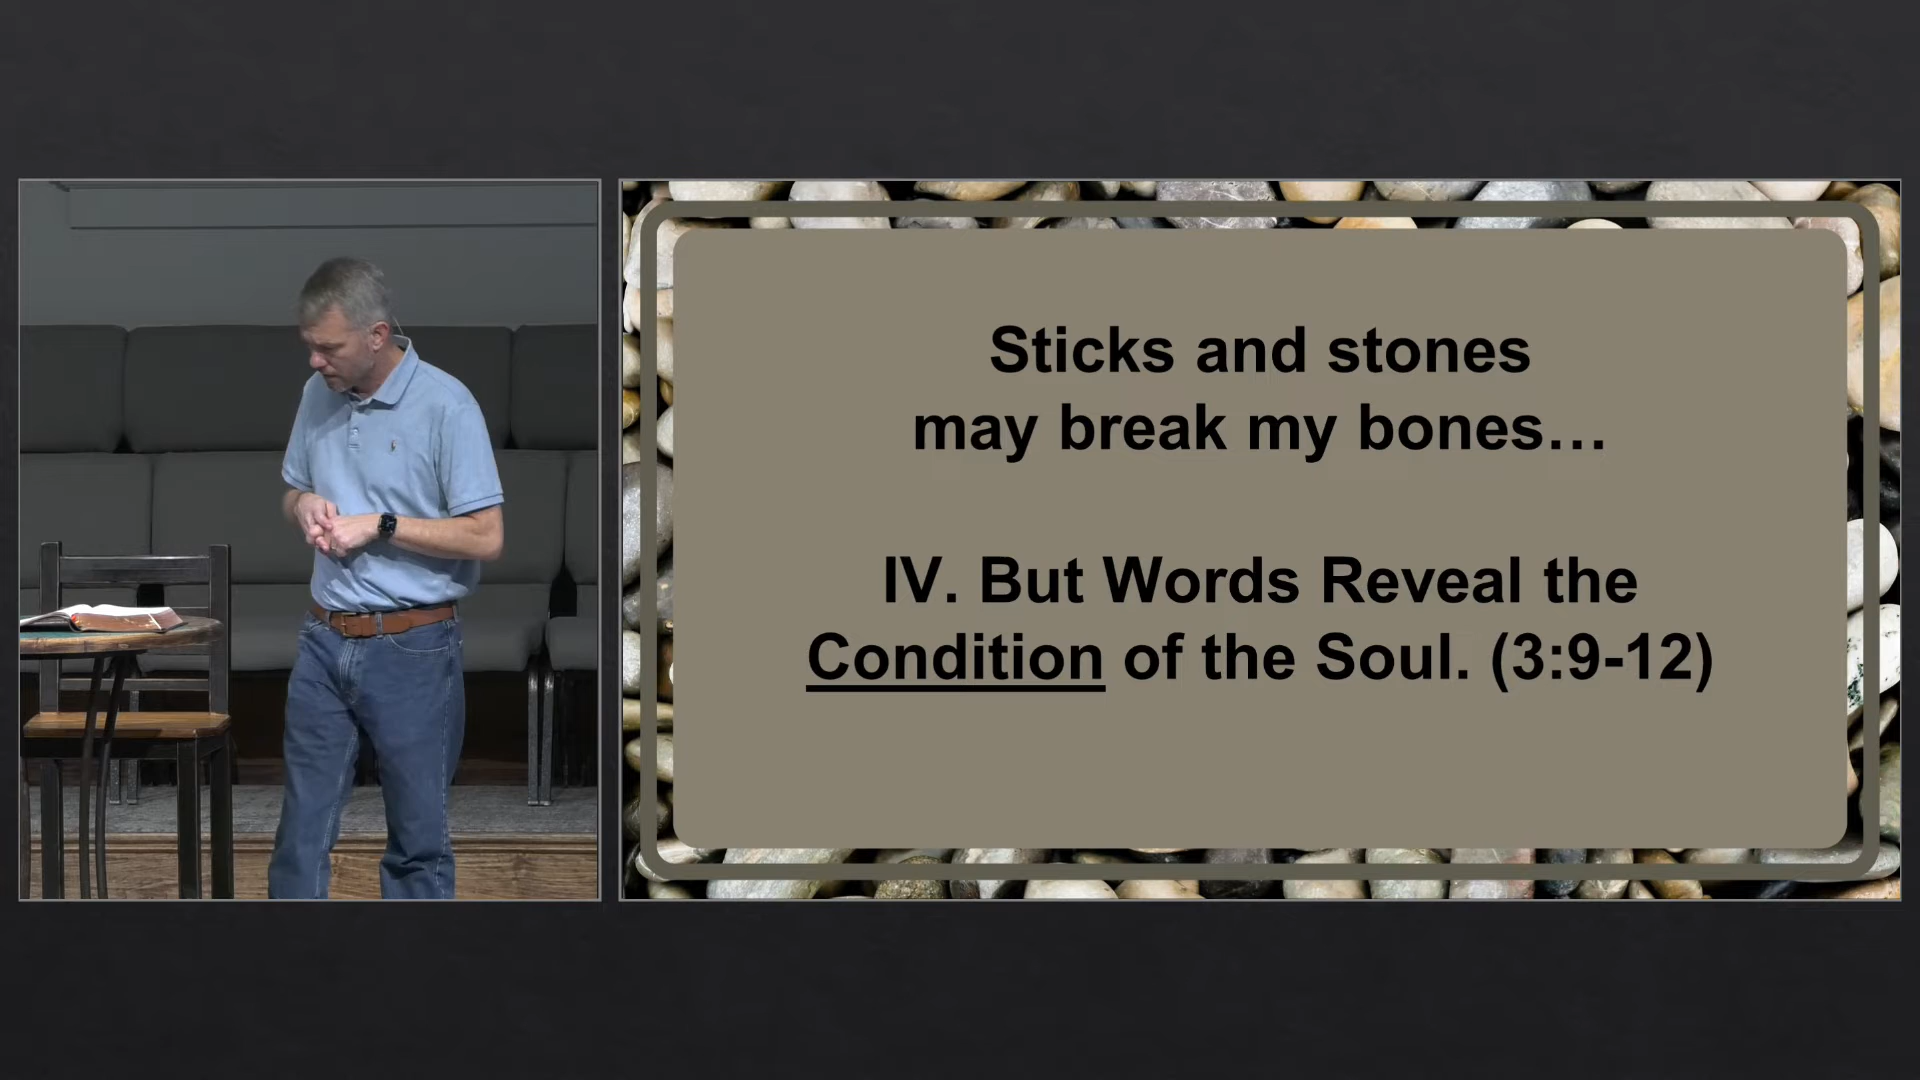 Sticks and stones
may break my bones…
IV. But Words Reveal the
Condition of the Soul. (3:9-12)